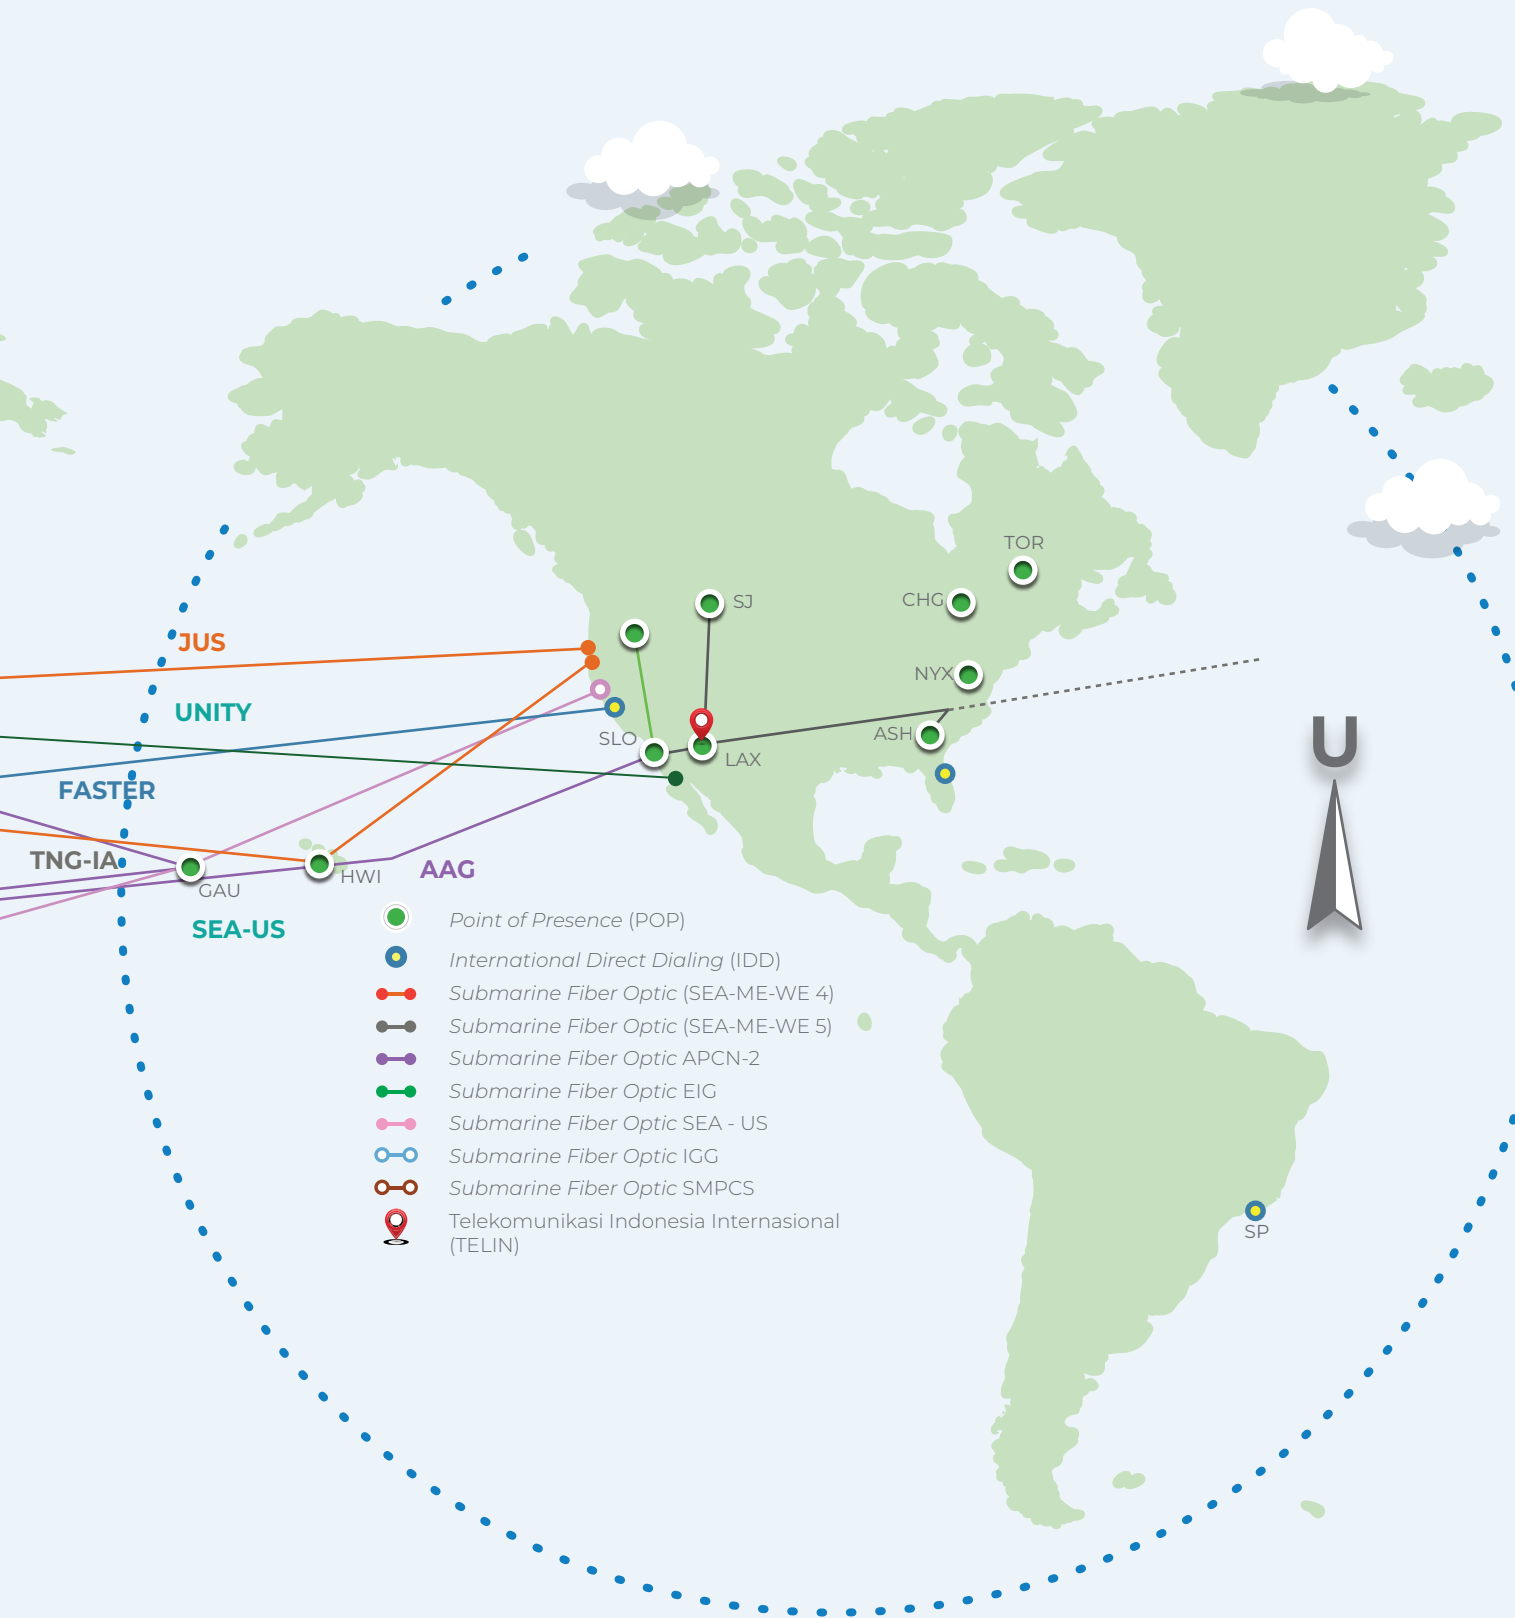 TOR
SJ
CHG
JUS
NYX
UNITY
U
ASH
SLO
LAX
FASTER
TNG-IA
AAG
HWI
GAU
SEA-US
Point of Presence (POP)
International Direct Dialing (IDD)
Submarine Fiber Optic (SEA-ME-WE 4)
Submarine Fiber Optic (SEA-ME-WE 5)
Submarine Fiber Optic APCN-2
Submarine Fiber Optic EIG
Submarine Fiber Optic SEA - US
Submarine Fiber Optic IGG
Submarine Fiber Optic SMPCS
Telekomunikasi Indonesia Internasional
(TELIN)
SP